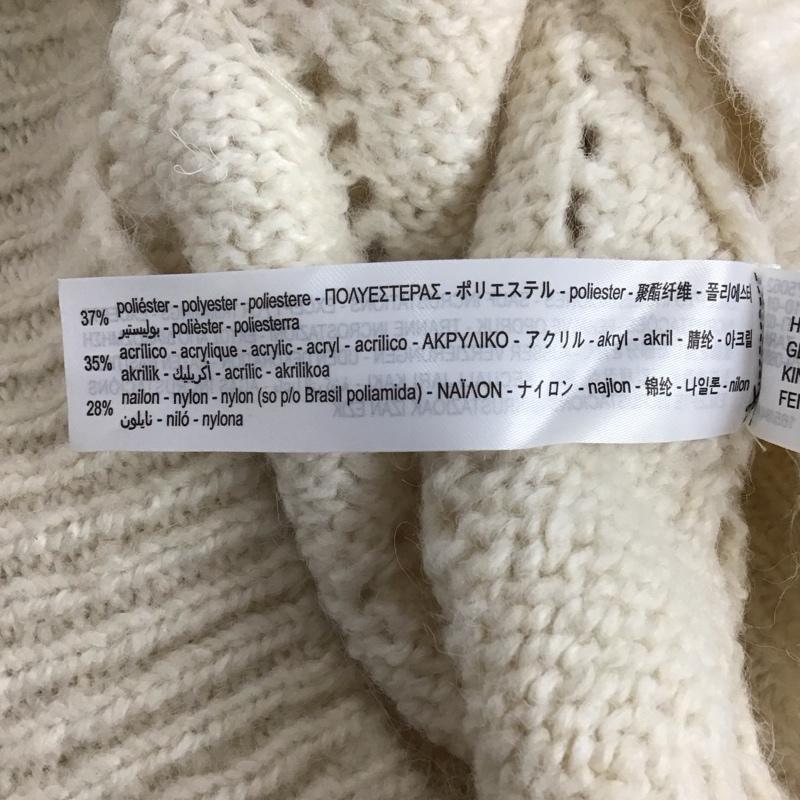 37% poliéster - polyester - poliestere - ΠΟΛΥΕΣΤΕΡΑΣ - ポリエステル - poliester - 聚酯纤维 - 폴리에스터
بوليستير - polièster - poliesterra
35% acrílico - acrylique - acrylic - acryl - acrilico - ΑΚΡΥΛΙΚΟ - アクリル - akryl - akril - 腈纶 - 아크릴
akrilik - أكريليك - acrílic - akrilikoa
28% nailon - nylon - nylon (so p/o Brasil poliamida) - ΝΑΪΛΟΝ - ナイロン - najlon - 锦纶 - 나일론 - nilon
نايلون - niló - nylona